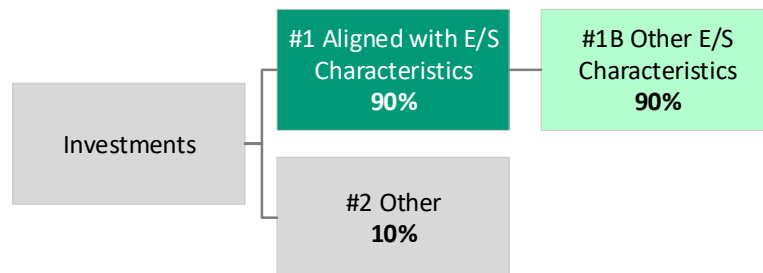 #1 Aligned with E/S
Characteristics
90%
#1B Other E/S
Characteristics
90%
Investments
#2 Other
10%